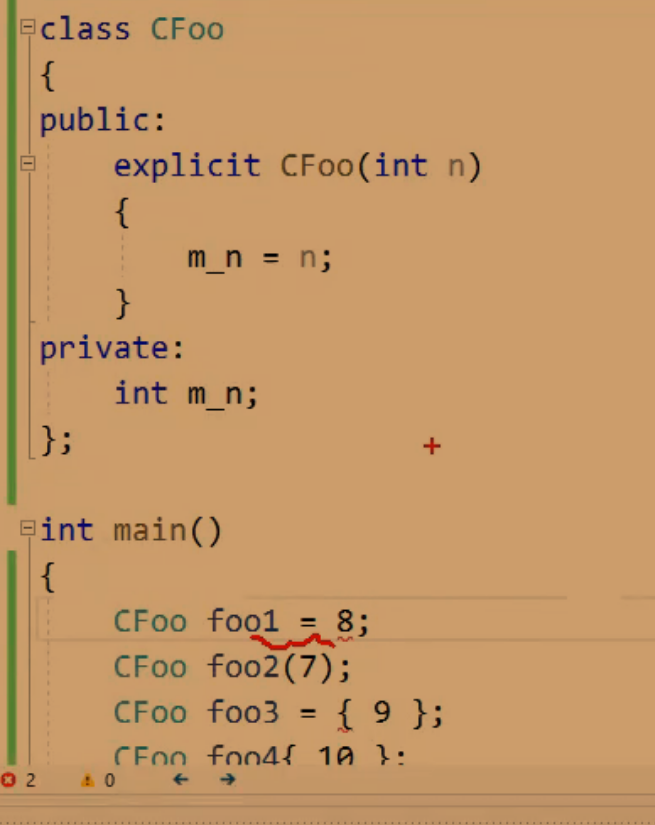 class CFoo
{
public:
    explicit CFoo(int n)
    {
        m_n = n;
    }
private:
    int m_n;
};
int main()
{
    CFoo foo1 = 8;
    CFoo foo2(7);
    CFoo foo3 = { 9 };
    CFoo foo4{ 10 };
2 0